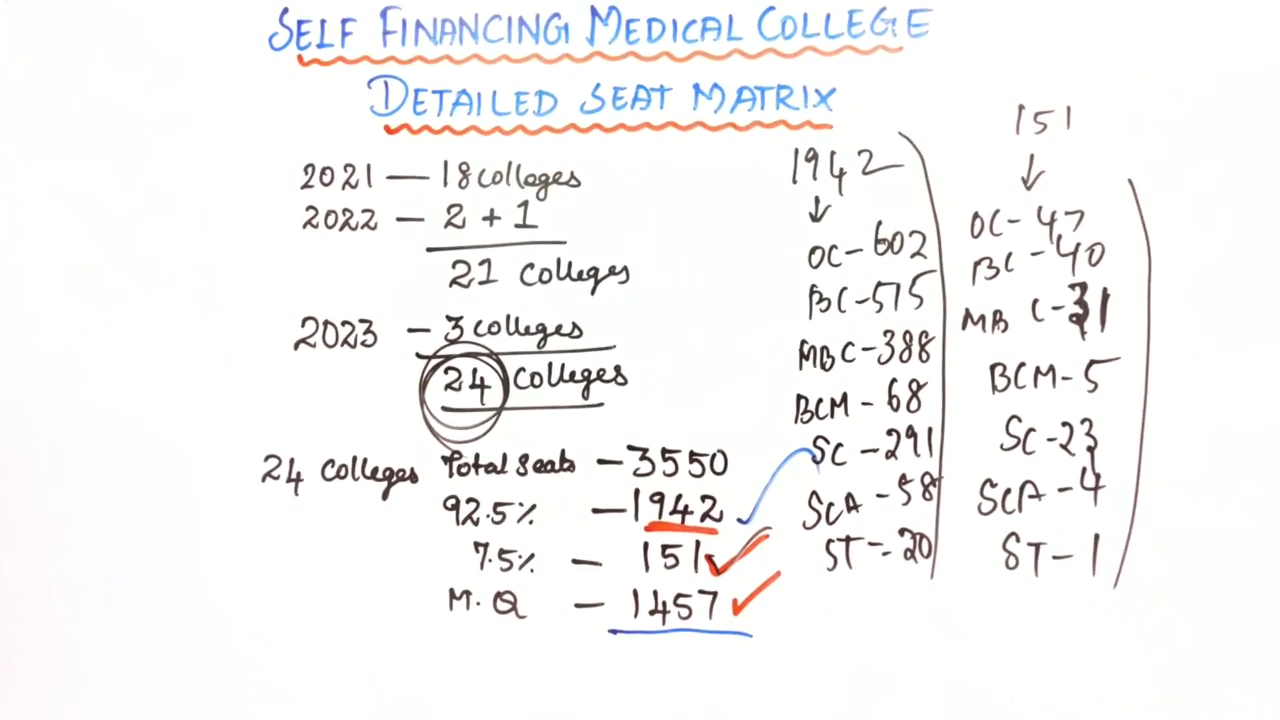 SELF FINANCING MEDICAL COLLEGE
DETAILED SEAT MATRIX
2021 — 18 colleges
2022 — 2 + 1
21 Colleges
2023 — 3 colleges
24 Colleges
24 Colleges Total Seats — 3550
92.5% — 1942
7.5% — 151
M.Q — 1457
1942
↓
OC - 602
BC - 575
MBC - 388
BCM - 68
SC - 291
SCA - 58
ST - 20
151
↓
OC - 47
BC - 40
MBC - 31
BCM - 5
SC - 23
SCA - 4
ST - 1